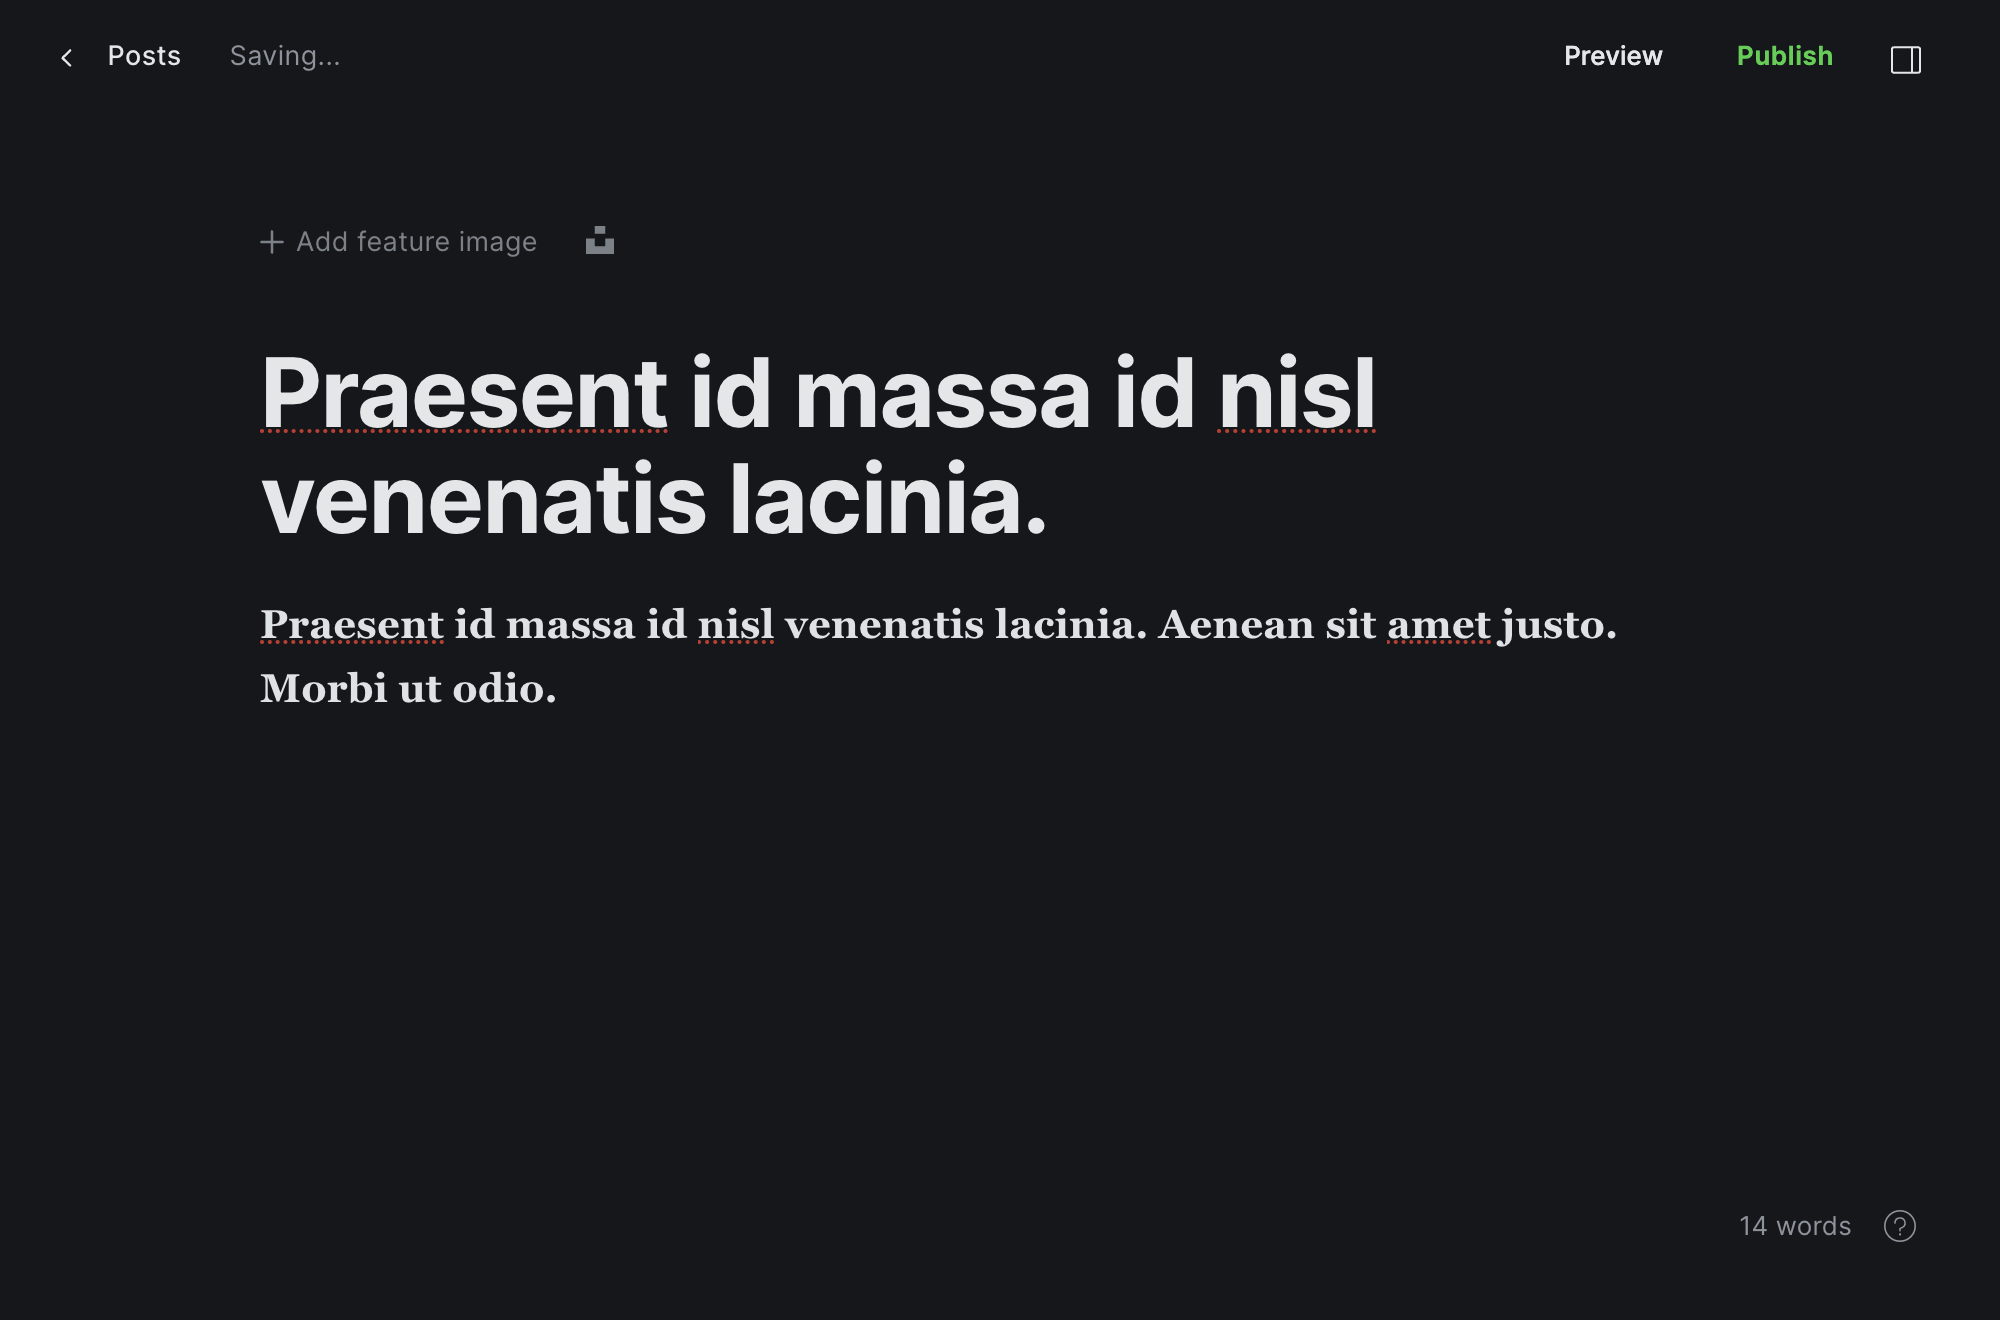 Posts
Saving...
Preview
Publish
Add feature image
Praesent id massa id nisl
venenatis lacinia.
Praesent id massa id nisl venenatis lacinia. Aenean sit amet justo.
Morbi ut odio.
14 words
?